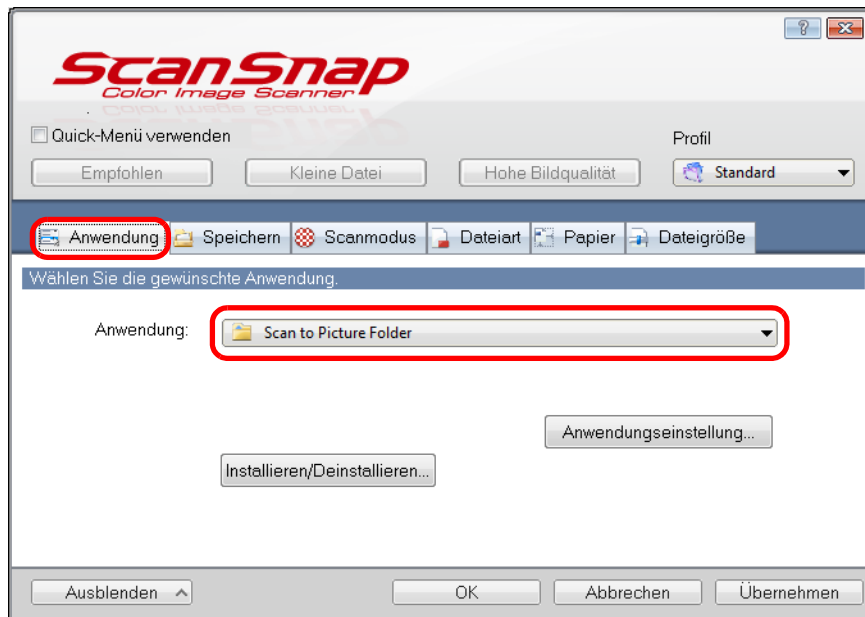 ScanSnap
Color Image Scanner
Quick-Menü verwenden
Profil
Empfohlen Kleine Datei Hohe Bildqualität Standard
Anwendung Speichern Scanmodus Dateiart Papier Dateigröße
Wählen Sie die gewünschte Anwendung.
Anwendung: Scan to Picture Folder
Anwendungseinstellung...
Installieren/Deinstallieren...
Ausblenden OK Abbrechen Übernehmen